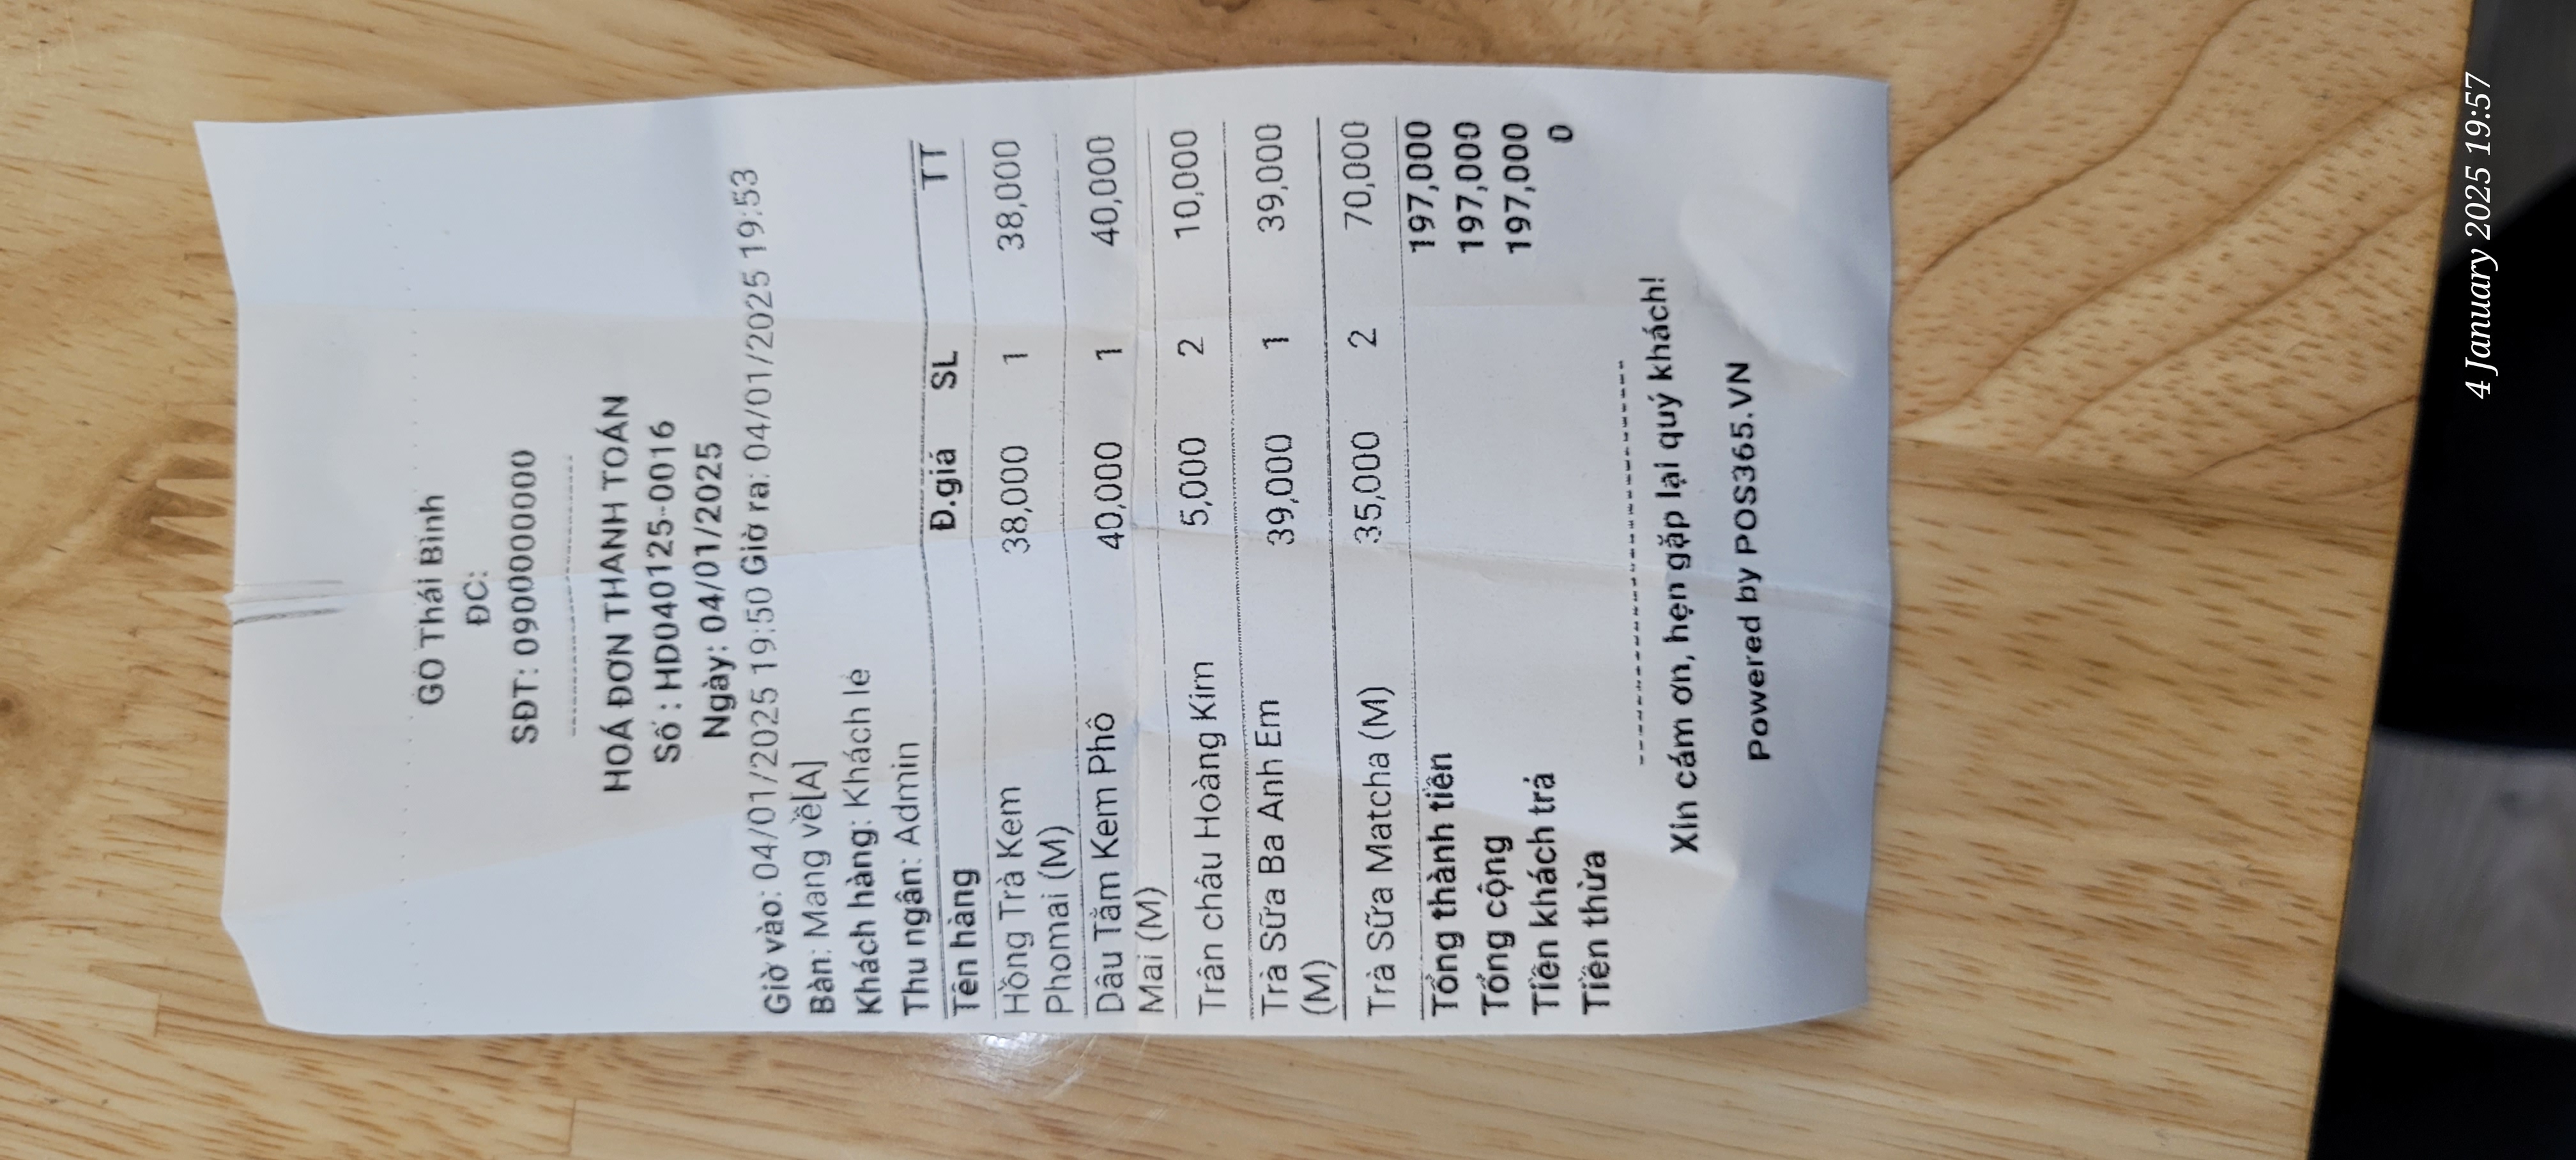 GO Thái Bình
ĐC:
SĐT: 0900000000
HOÁ ĐƠN THANH TOÁN
Số : HD040125-0016
Ngày: 04/01/2025
Giờ vào: 04/01/2025 19:50 Giờ ra: 04/01/2025 19:53
Bàn: Mang về[A]
Khách hàng: Khách lẻ
Thu ngân: Admin
Tên hàng Đ.giá SL TT
Hồng Trà Kem 38,000 1 38,000
Phomai (M)
Dâu Tằm Kem Phô 40,000 1 40,000
Mai (M)
Trân châu Hoàng Kim 5,000 2 10,000
Trà Sữa Ba Anh Em 39,000 1 39,000
(M)
Trà Sữa Matcha (M) 35,000 2 70,000
Tổng thành tiền 197,000
Tổng cộng 197,000
Tiền khách trả 197,000
Tiền thừa 0
Xin cám ơn, hẹn gặp lại quý khách!
Powered by POS365.VN
4 January 2025 19:57